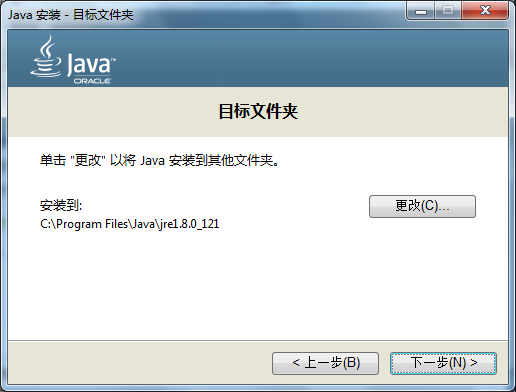 Java 安装 - 目标文件夹
Java™
ORACLE
目标文件夹
单击 "更改" 以将 Java 安装到其他文件夹。
安装到:
更改(C)...
C:\Program Files\Java\jre1.8.0_121
< 上一步(B)
下一步(N) >